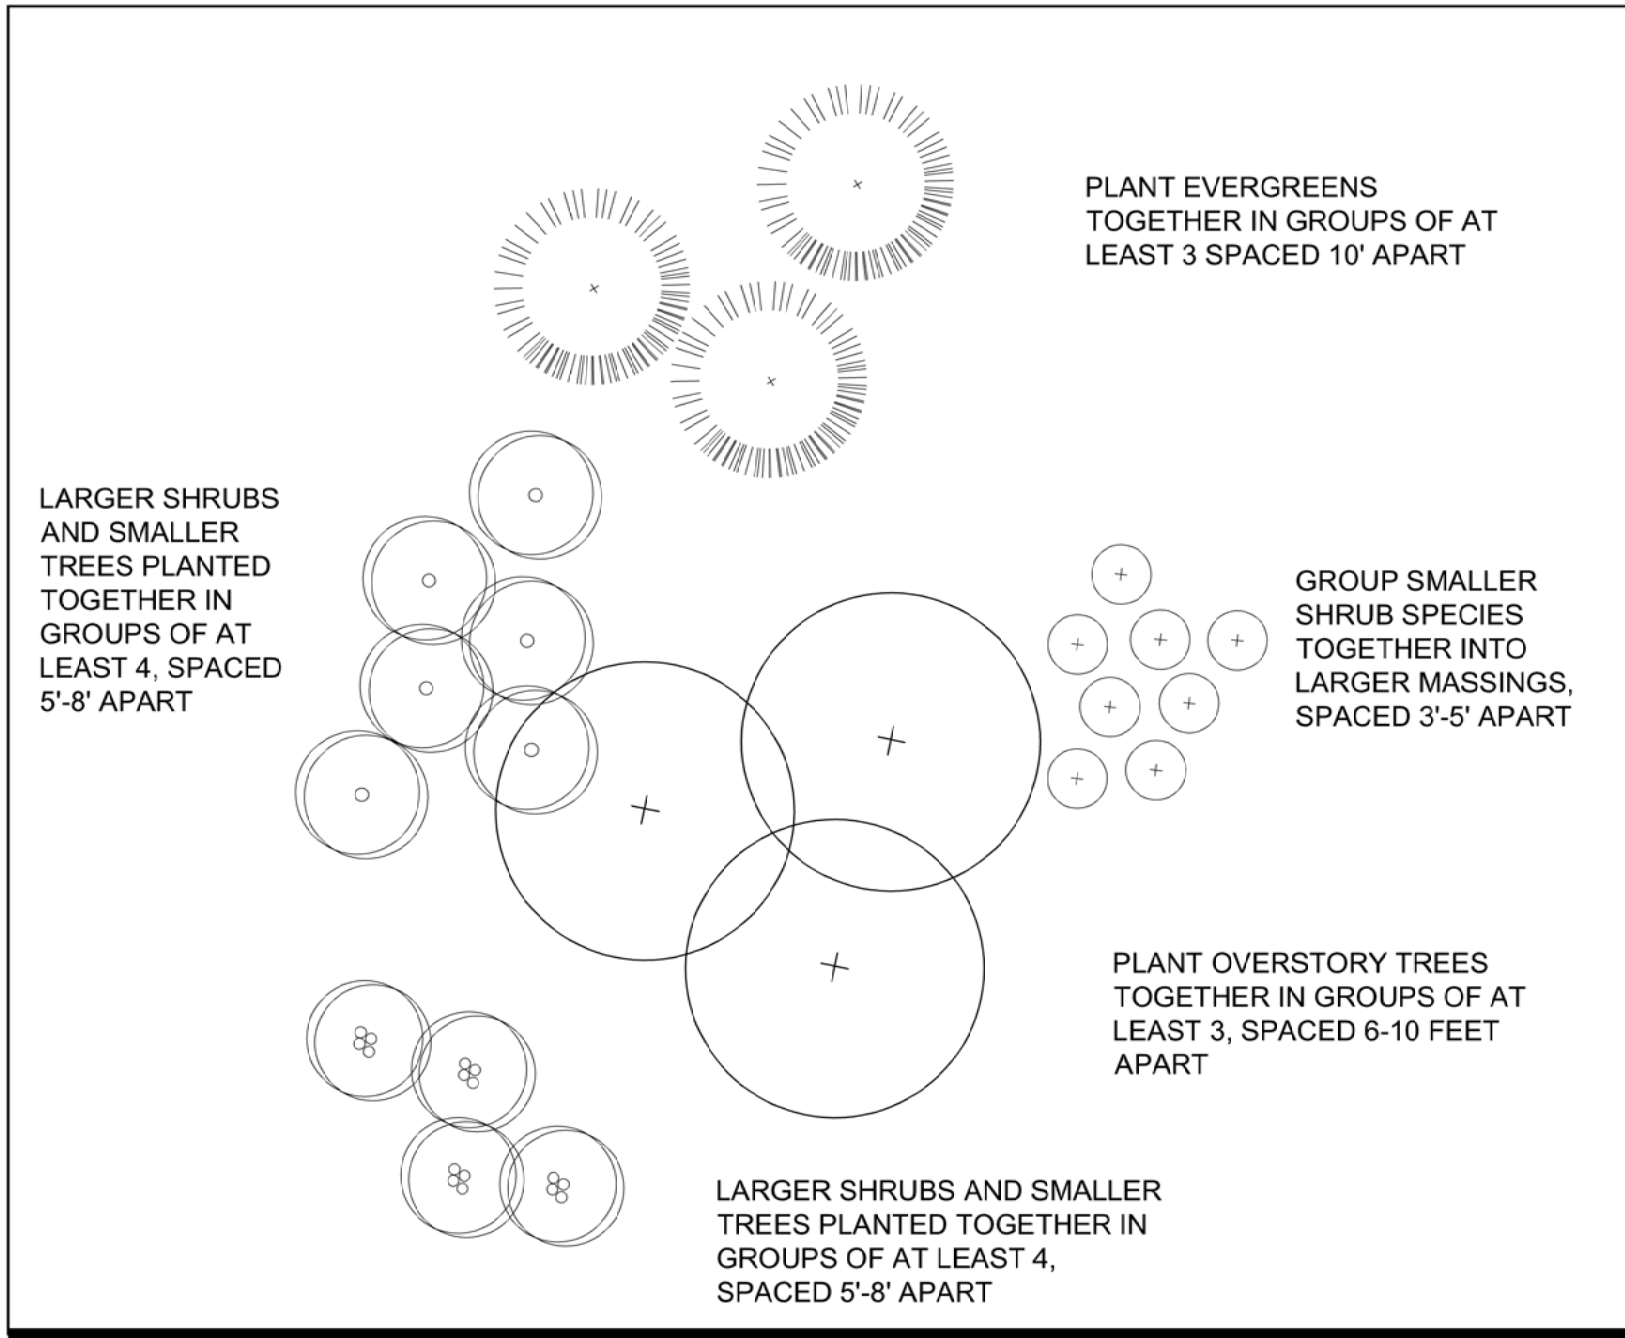 PLANT EVERGREENS
TOGETHER IN GROUPS OF AT
LEAST 3 SPACED 10' APART
LARGER SHRUBS
AND SMALLER
TREES PLANTED
TOGETHER IN
GROUPS OF AT
LEAST 4, SPACED
5'-8' APART
GROUP SMALLER
SHRUB SPECIES
TOGETHER INTO
LARGER MASSINGS,
SPACED 3'-5' APART
PLANT OVERSTORY TREES
TOGETHER IN GROUPS OF AT
LEAST 3, SPACED 6-10 FEET
APART
LARGER SHRUBS AND SMALLER
TREES PLANTED TOGETHER IN
GROUPS OF AT LEAST 4,
SPACED 5'-8' APART